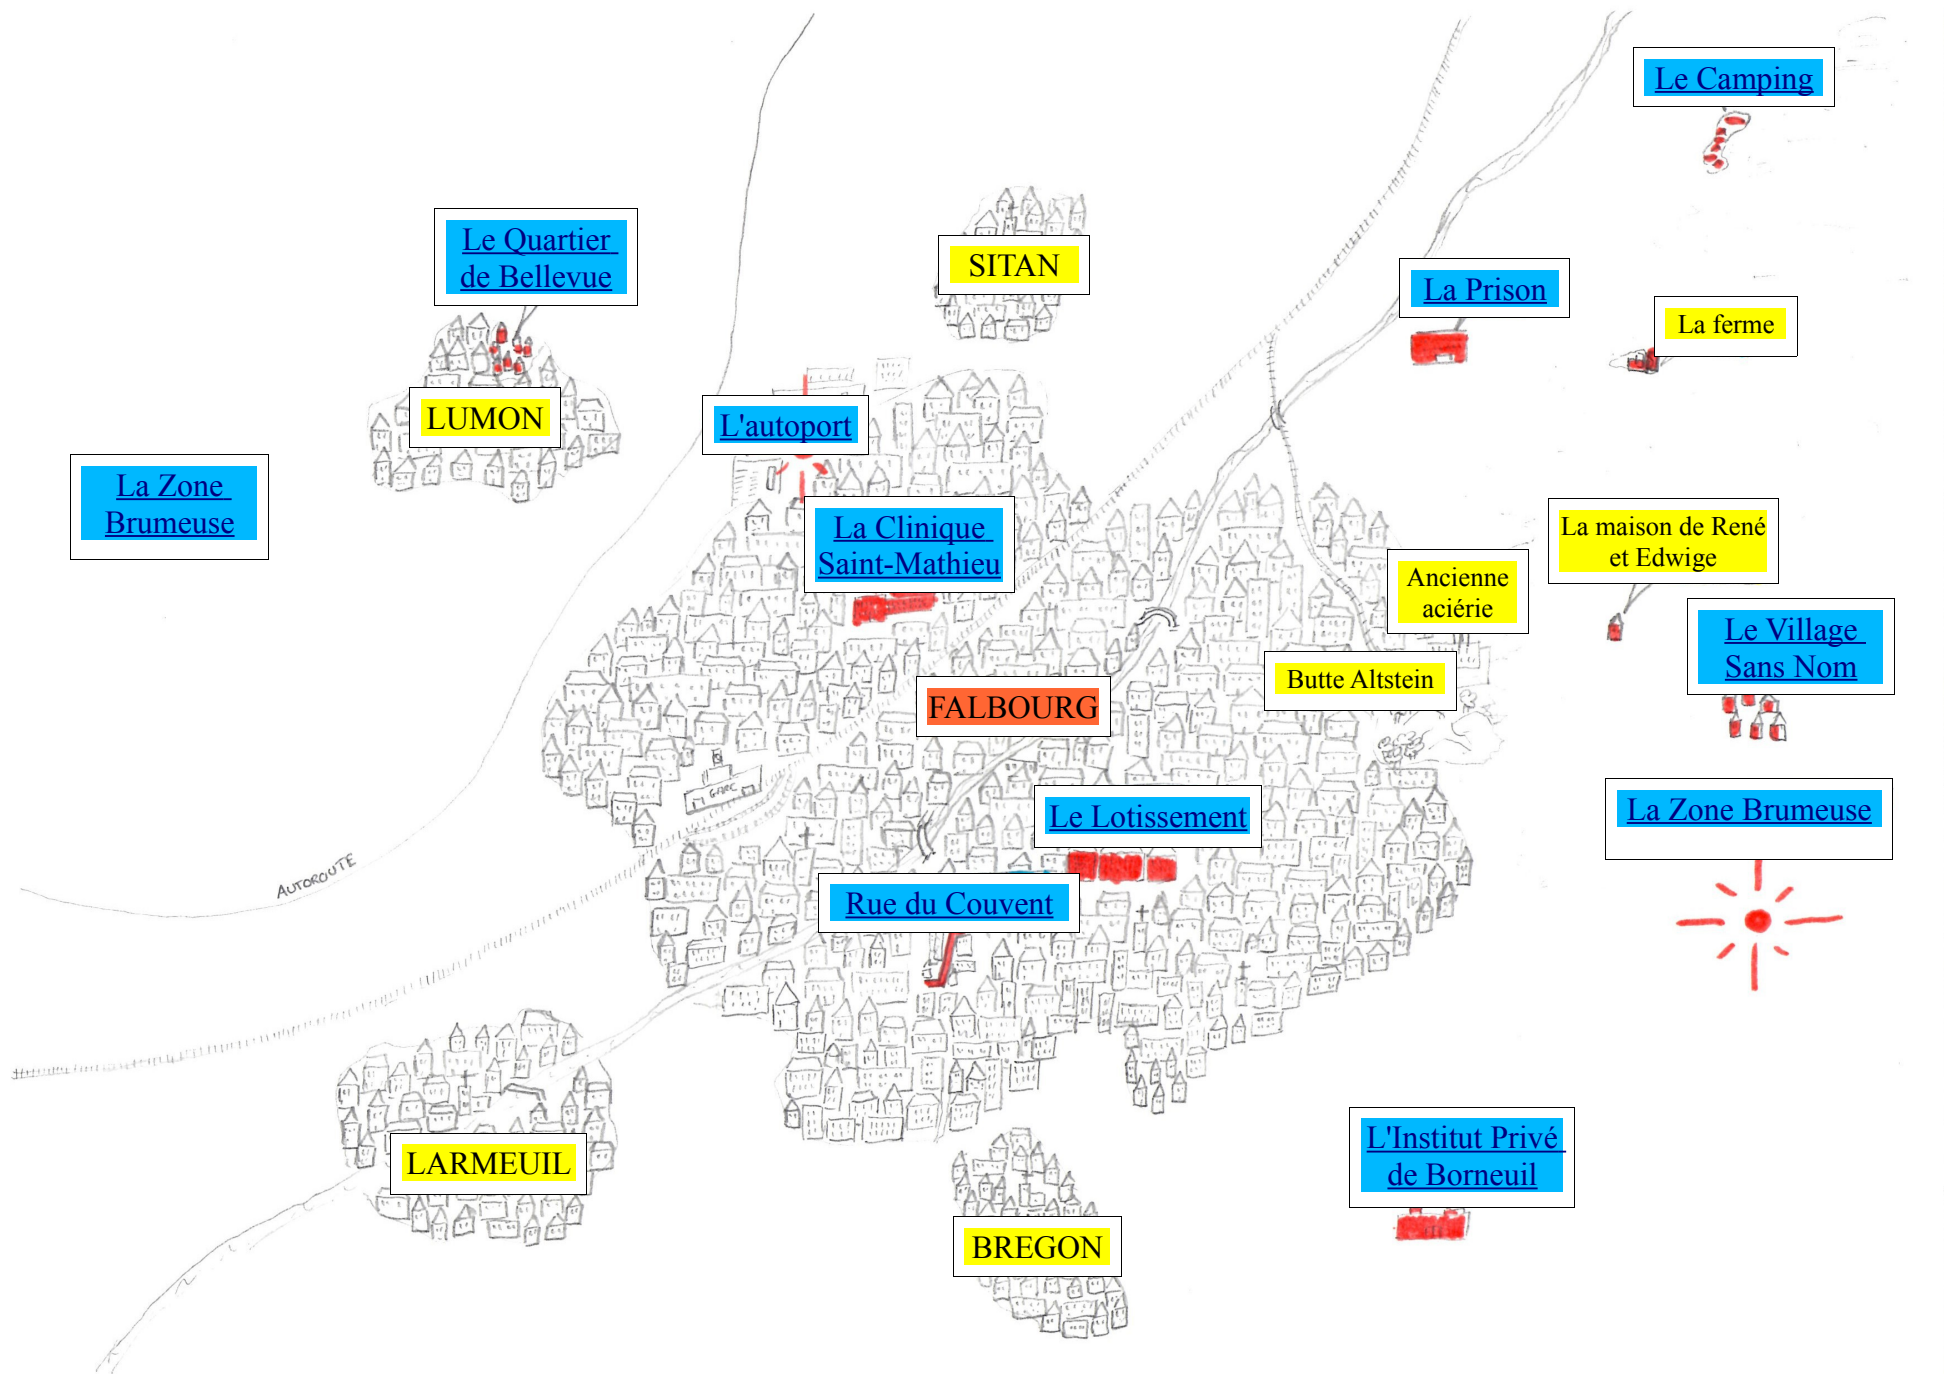 Le Camping
Le Quartier
de Bellevue
SITAN
La Prison
La ferme
LUMON
L'autoport
La Zone
Brumeuse
La Clinique
Saint-Mathieu
La maison de René
et Edwige
Ancienne
aciérie
Le Village
Sans Nom
Butte Altstein
FALBOURG
GARE
Le Lotissement
La Zone Brumeuse
AUTOROUTE
Rue du Couvent
L'Institut Privé
de Borneuil
LARMEUIL
BREGON